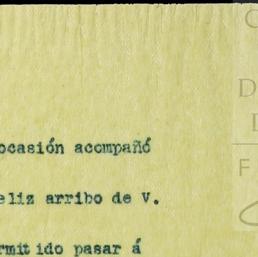 ocasión acompañó
eliz arribo de V.
rmitido pasar á